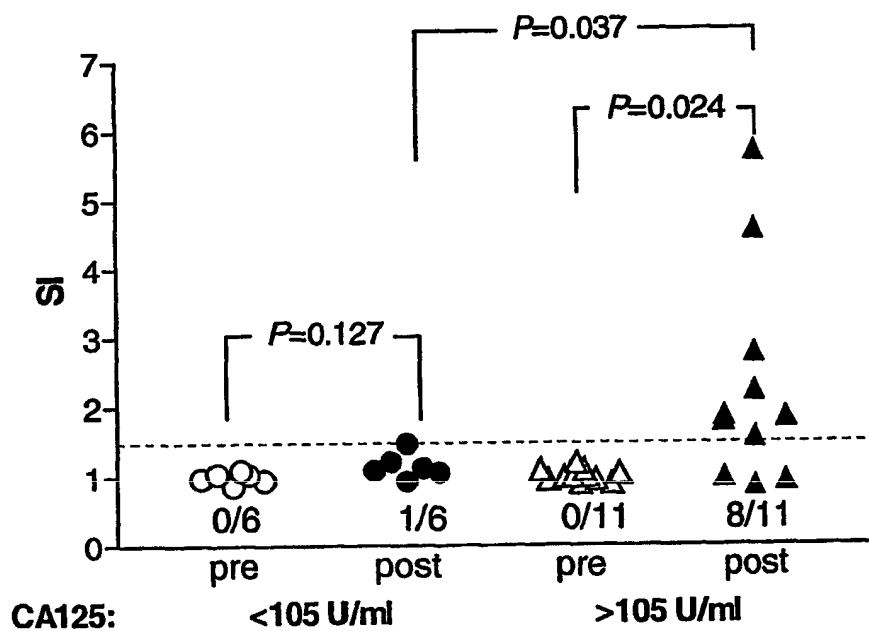 P=0.037
7
P=0.024
6
5
4
SI
3
P=0.127
2
1
0/6 1/6 0/11 8/11
0
pre post pre post
CA125: <105 U/ml >105 U/ml